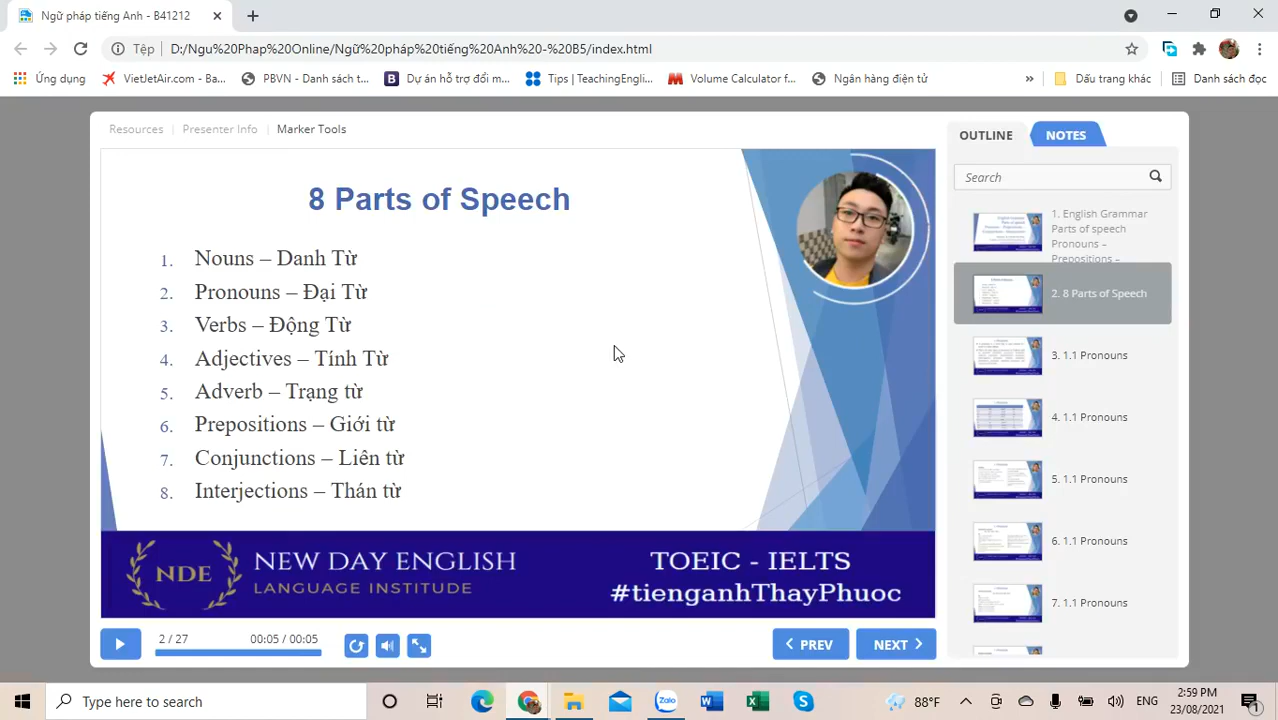 Ngữ pháp tiếng Anh - B41212
Tệp
D:/Ngu%20Phap%20Online/Ngữ%20pháp%20tiếng%20Anh%20-%20B5/index.html
Ứng dụng
VietJetAir.com - Ba...
PBVN - Danh sách t...
Dự án học từ đổi m...
Tips | TeachingEngli...
Volume Calculator f...
Ngân hàng điện tử
»
Dấu trang khác
Danh sách đọc
Resources | Presenter Info | Marker Tools
8 Parts of Speech
1. Nouns – Danh Từ
2. Pronouns – Đại Từ
3. Verbs – Động Từ
4. Adjectives – Tính Từ
5. Adverb – Trạng từ
6. Prepositions – Giới từ
7. Conjunctions – Liên từ
8. Interjections – Thán từ
NDE
NEW DAY ENGLISH
LANGUAGE INSTITUDE
TOEIC - IELTS
#tienganhThayPhuoc
2 / 27
00:05 / 00:05
PREV
NEXT
OUTLINE
NOTES
Search
1. English Grammar
Parts of speech
Pronouns –
Prepositions –
2. 8 Parts of Speech
3. 1.1 Pronouns
4. 1.1 Pronouns
5. 1.1 Pronouns
6. 1.1 Pronouns
7. 1.1 Pronouns
Type here to search
Zalo
88°F
ENG
2:59 PM
23/08/2021